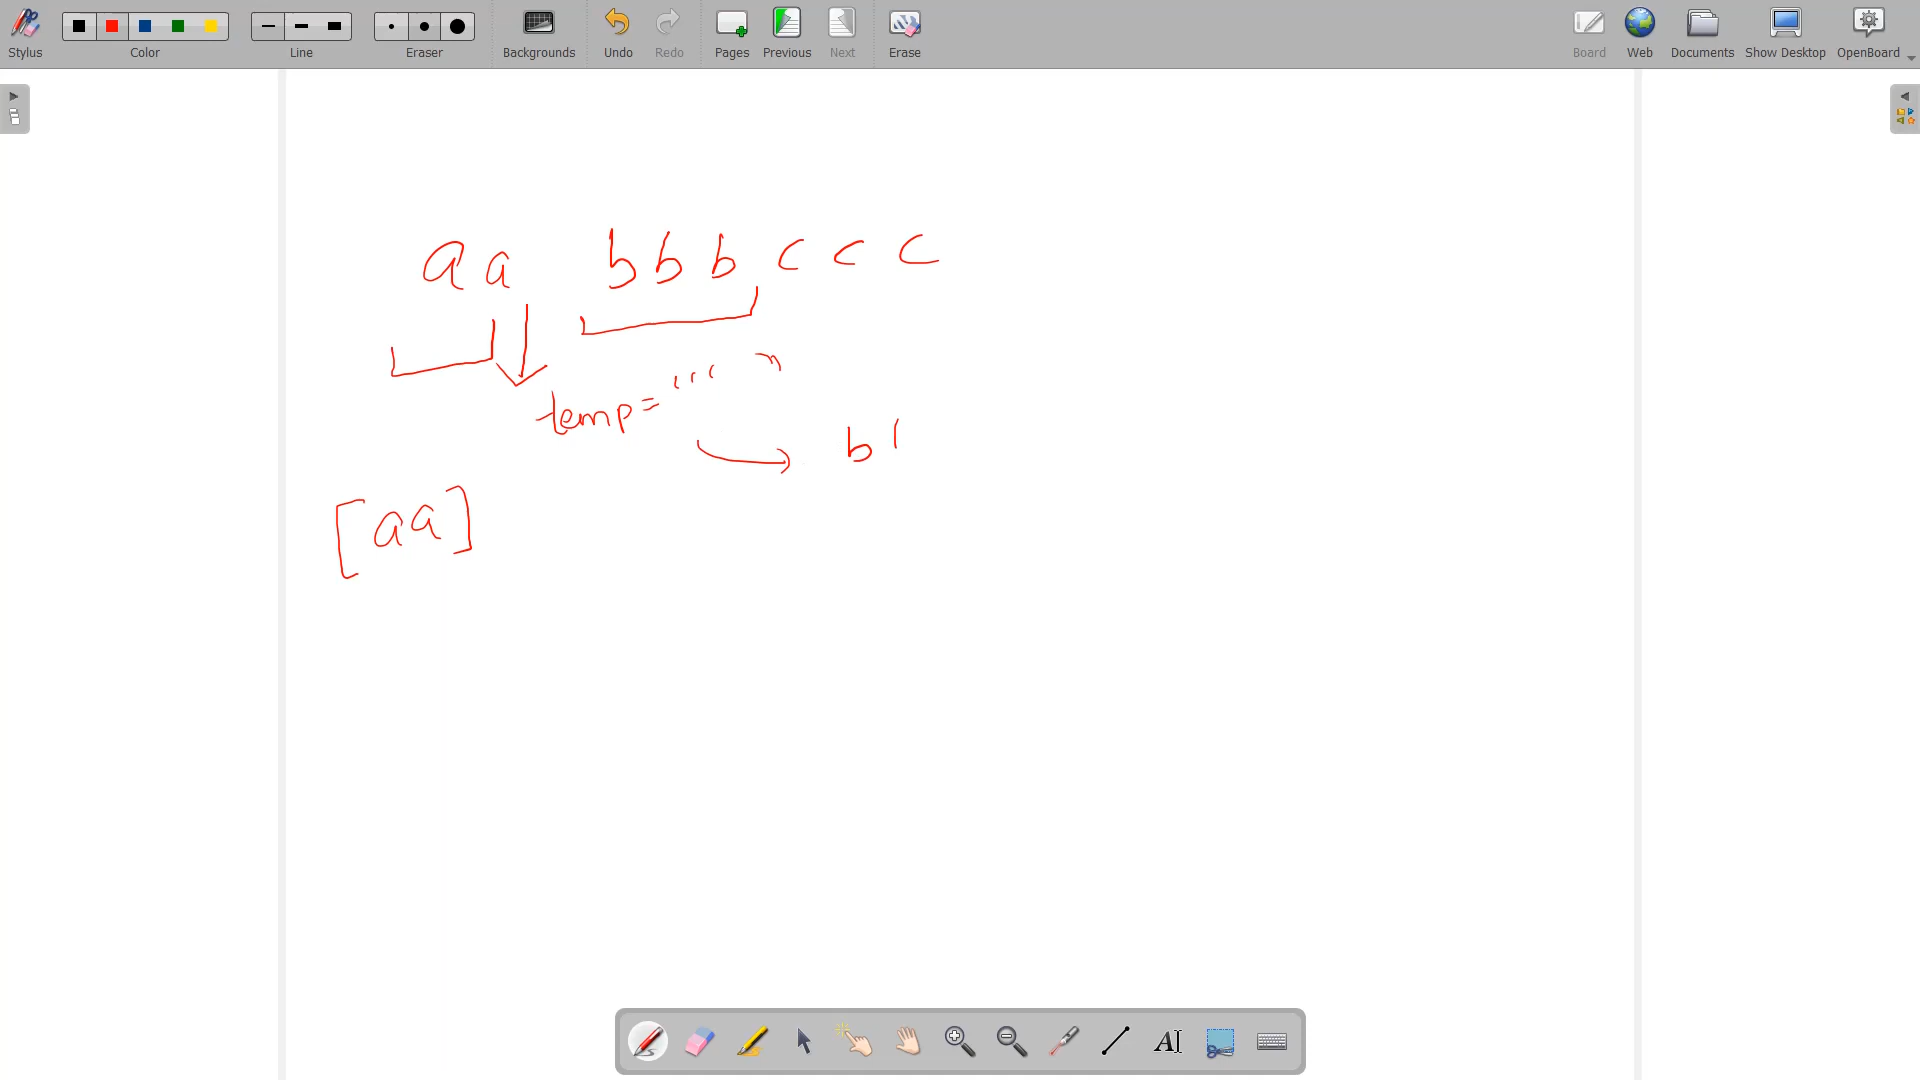 Stylus
Color
Line
Eraser
Backgrounds
Undo
Redo
Pages
Previous
Next
Erase
Board
Web
Documents
Show Desktop
OpenBoard
a a b b b c c c
temp = " "
b
[aa]